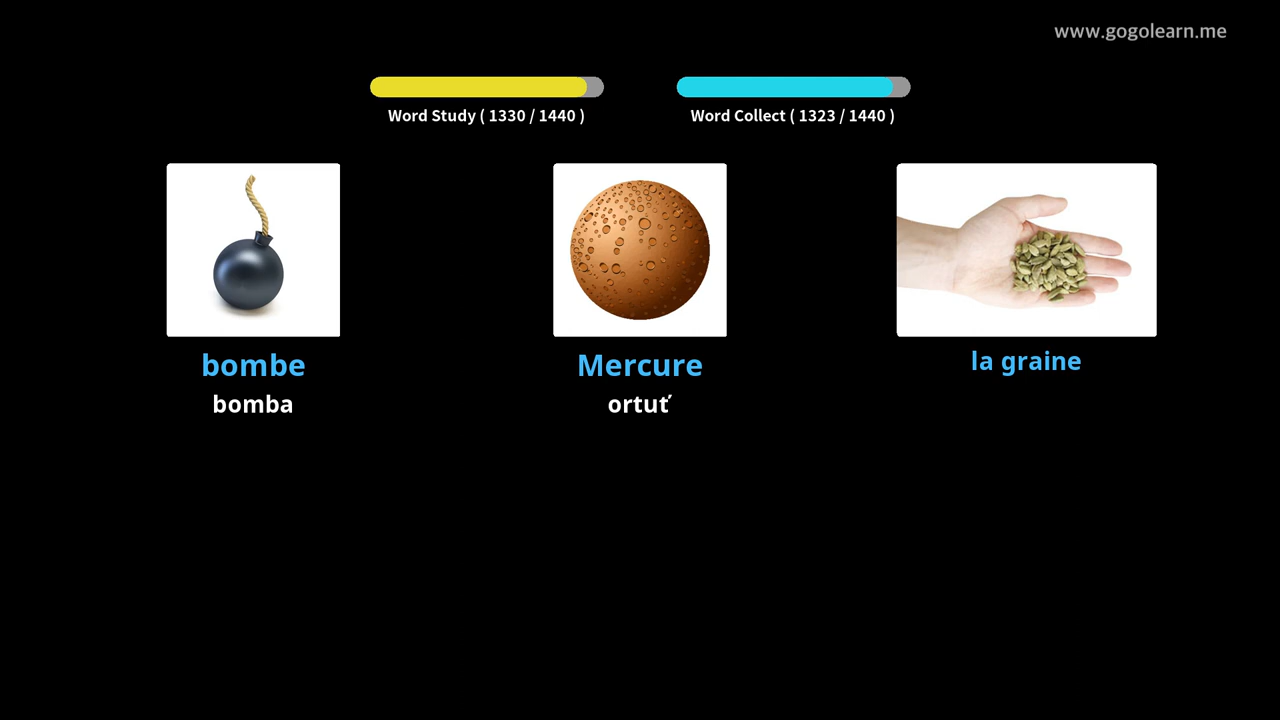 www.gogolearn.me
Word Study ( 1330 / 1440 )
Word Collect ( 1323 / 1440 )
bombe
bomba
Mercure
ortuť
la graine